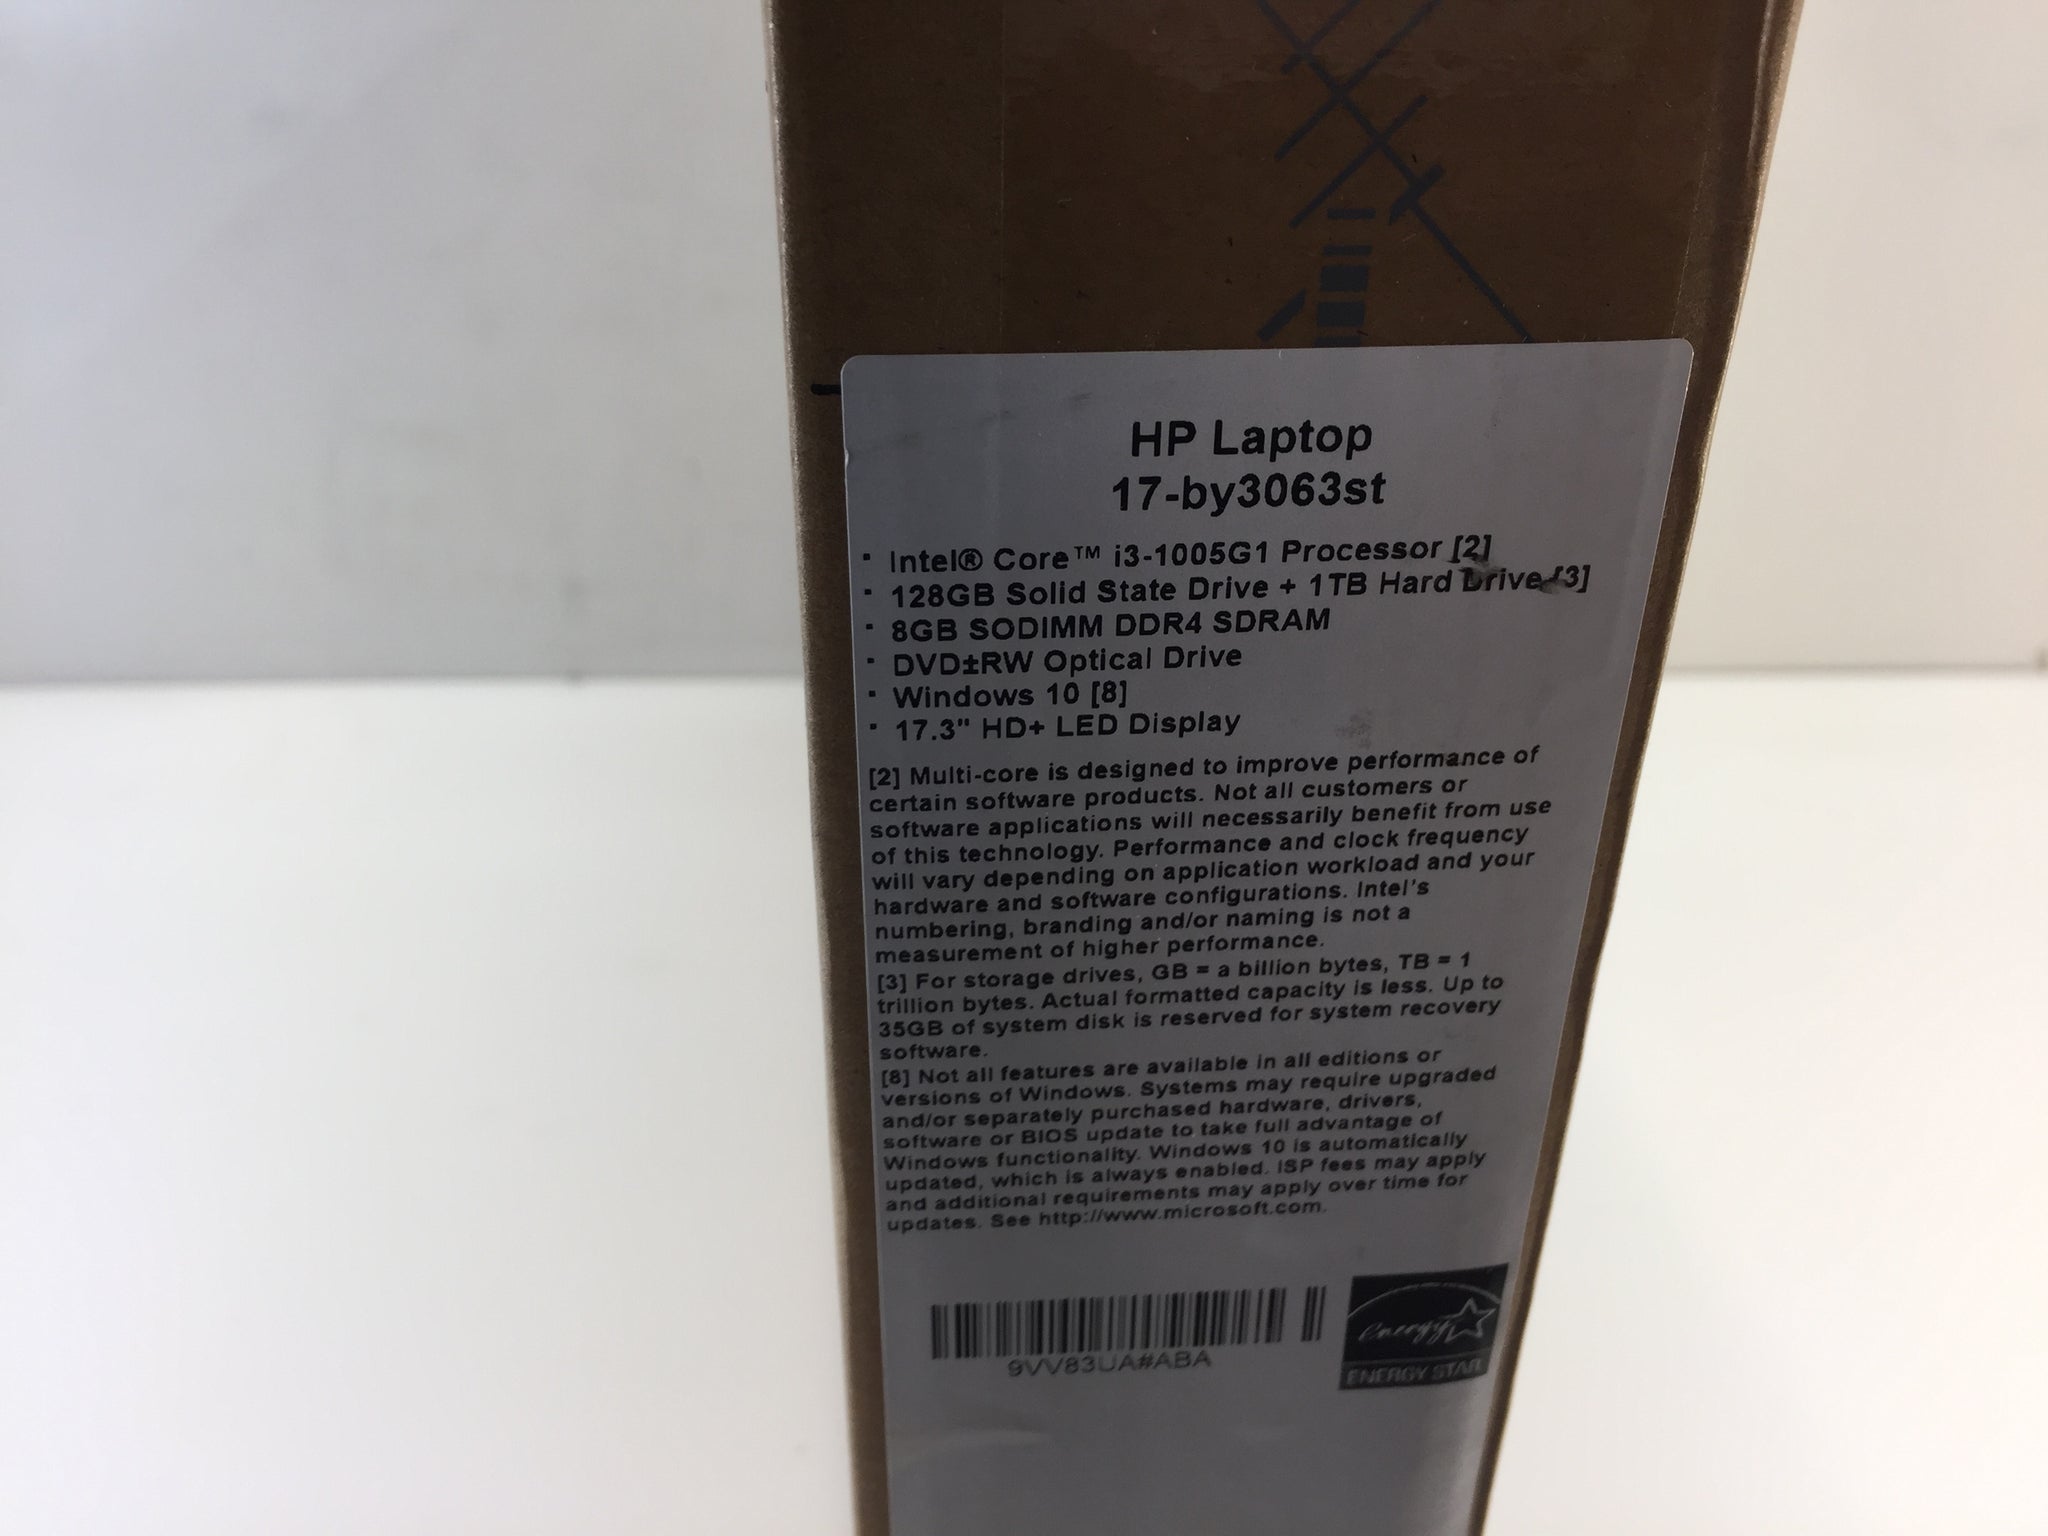 HP Laptop
17-by3063st
· Intel® Core™ i3-1005G1 Processor [2]
· 128GB Solid State Drive + 1TB Hard Drive [3]
· 8GB SODIMM DDR4 SDRAM
· DVD±RW Optical Drive
· Windows 10 [8]
· 17.3" HD+ LED Display
[2] Multi-core is designed to improve performance of
certain software products. Not all customers or
software applications will necessarily benefit from use
of this technology. Performance and clock frequency
will vary depending on application workload and your
hardware and software configurations. Intel's
numbering, branding and/or naming is not a
measurement of higher performance.
[3] For storage drives, GB = a billion bytes, TB = 1
trillion bytes. Actual formatted capacity is less. Up to
35GB of system disk is reserved for system recovery
software.
[8] Not all features are available in all editions or
versions of Windows. Systems may require upgraded
and/or separately purchased hardware, drivers,
software or BIOS update to take full advantage of
Windows functionality. Windows 10 is automatically
updated, which is always enabled. ISP fees may apply
and additional requirements may apply over time for
updates. See http://www.microsoft.com.
9VV83UA#ABA
energy
ENERGY STAR